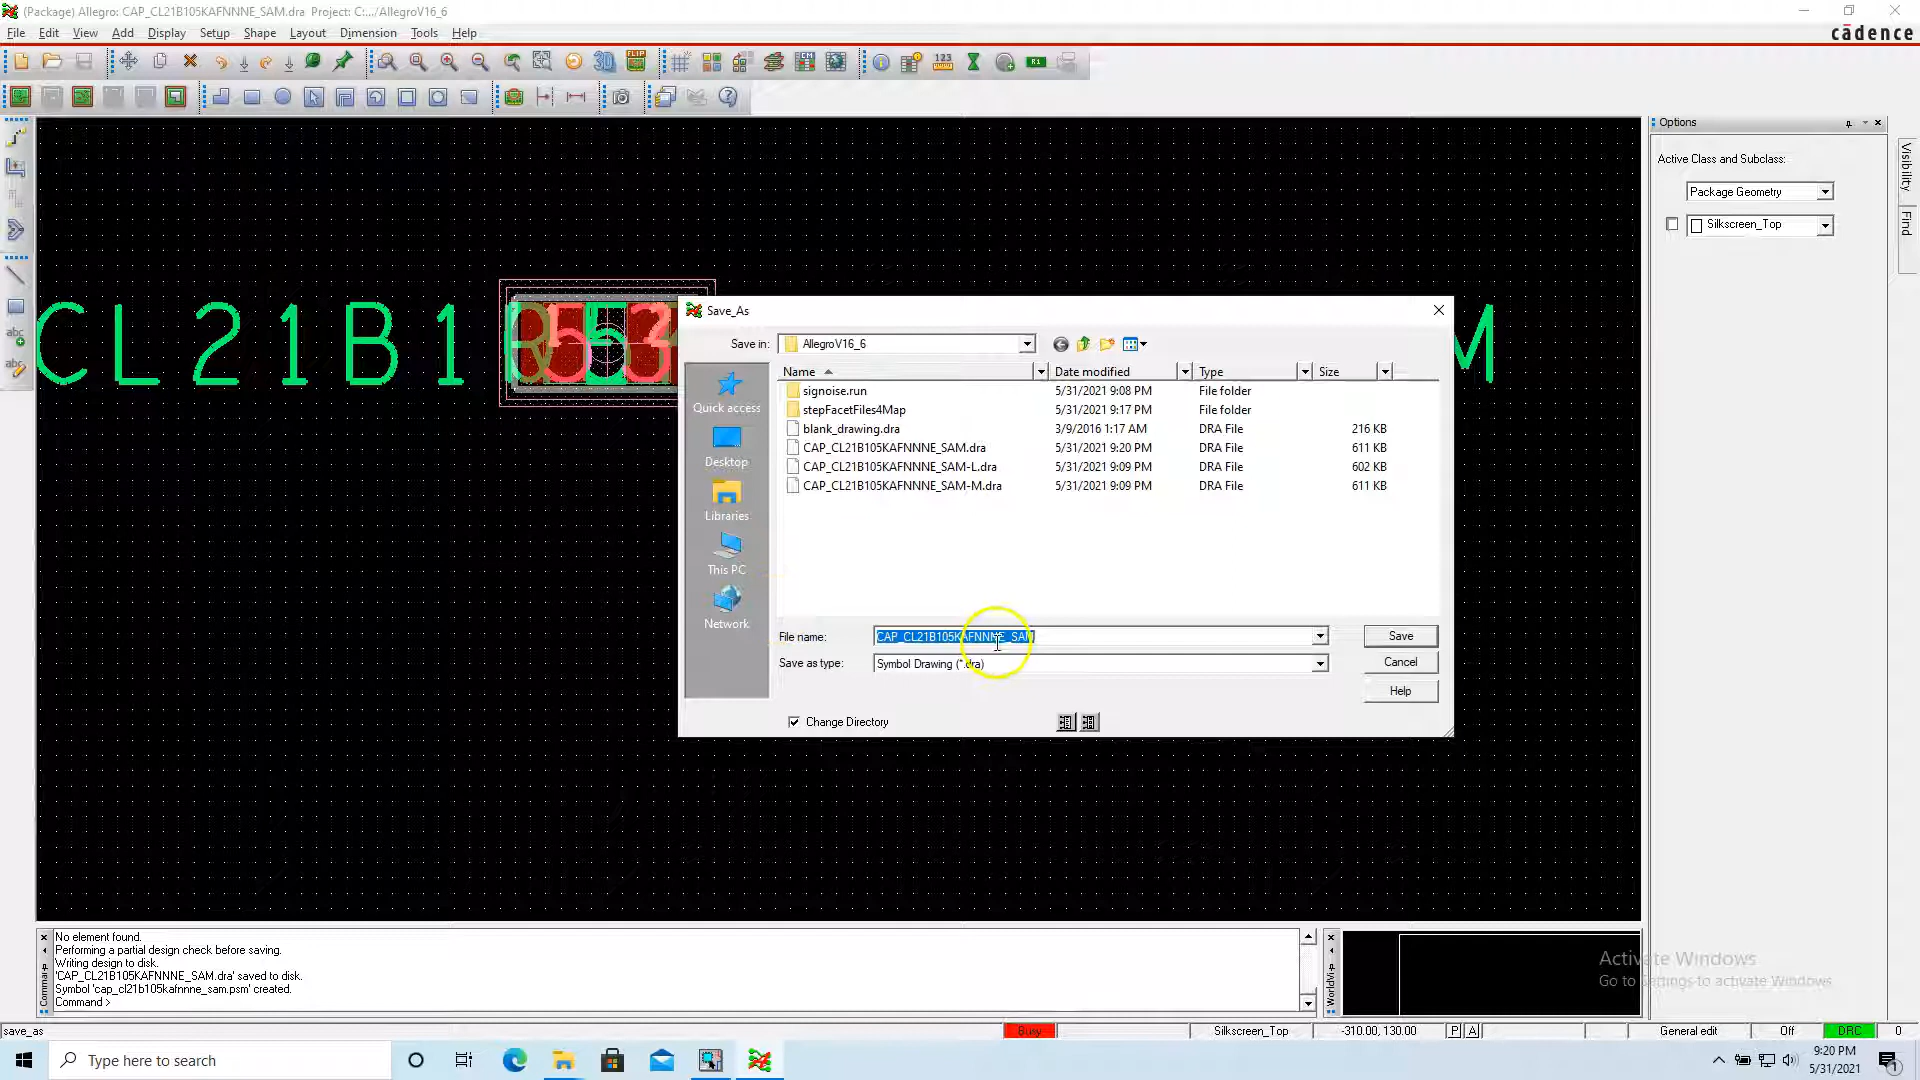 (Package) Allegro: CAP_CL21B105KAFNNNE_SAM.dra  Project: C:.../AllegroV16_6
File Edit View Add Display Setup Shape Layout Dimension Tools Help
cādence
Options
Active Class and Subclass:
Package Geometry
Silkscreen_Top
Visibility
Find
CL21B1
M
Save_As
Save in: AllegroV16_6
Name Date modified Type Size
signoise.run 5/31/2021 9:08 PM File folder
stepFacetFiles4Map 5/31/2021 9:17 PM File folder
blank_drawing.dra 3/9/2016 1:17 AM DRA File 216 KB
CAP_CL21B105KAFNNNE_SAM.dra 5/31/2021 9:20 PM DRA File 611 KB
CAP_CL21B105KAFNNNE_SAM-L.dra 5/31/2021 9:09 PM DRA File 602 KB
CAP_CL21B105KAFNNNE_SAM-M.dra 5/31/2021 9:09 PM DRA File 611 KB
Quick access
Desktop
Libraries
This PC
Network
File name: CAP_CL21B105KAFNNNE_SAM Save
Save as type: Symbol Drawing (*.dra) Cancel
Help
Change Directory
No element found.
Performing a partial design check before saving.
Writing design to disk.
'CAP_CL21B105KAFNNNE_SAM.dra' saved to disk.
Symbol 'cap_cl21b105kafnnne_sam.psm' created.
Command >
Activate Windows
Go to Settings to activate Windows.
save_as Busy Silkscreen_Top -310.00, 130.00 P A General edit Off DRC 0
Type here to search
9:20 PM
5/31/2021